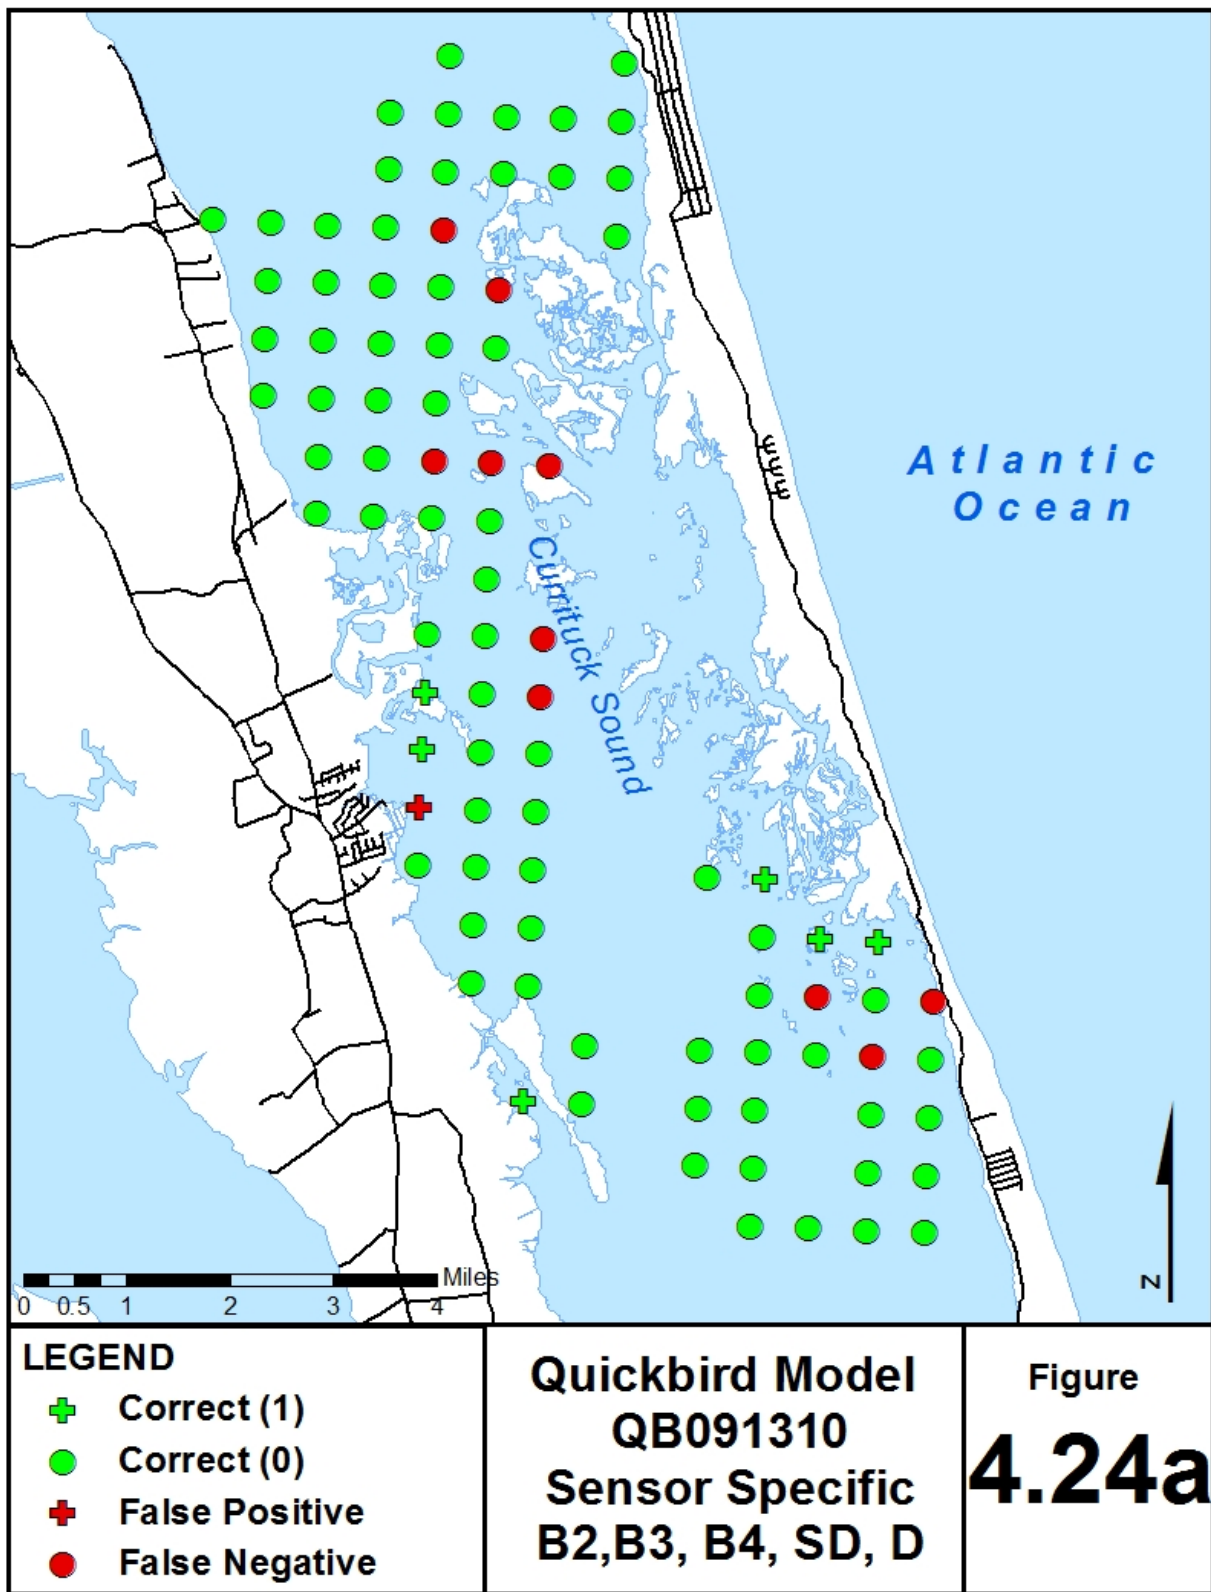 Atlantic
Ocean
Currituck Sound
Miles
0 0.5 1 2 3 4
N
LEGEND
Correct (1)
Correct (0)
False Positive
False Negative
Quickbird Model
QB091310
Sensor Specific
B2,B3, B4, SD, D
Figure
4.24a